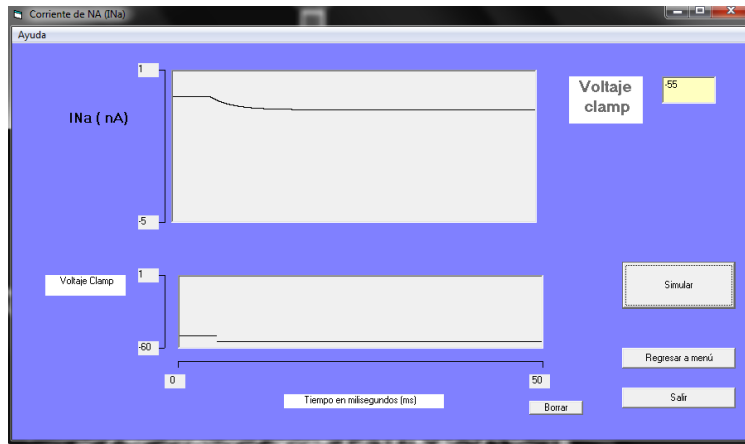 Corriente de NA (INa)
Ayuda
1
INa ( nA)
-5
Voltaje
clamp
-55
Voltaje Clamp
1
-60
0
50
Tiempo en milisegundos (ms)
Borrar
Simular
Regresar a menú
Salir